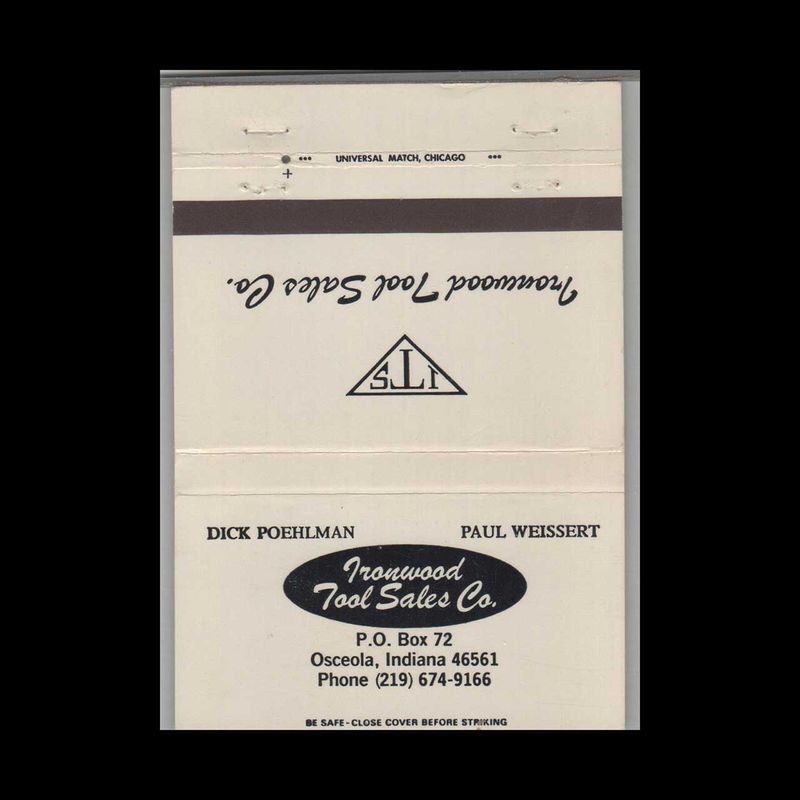 ••• UNIVERSAL MATCH, CHICAGO •••
Ironwood Tool Sales Co.
ITS
DICK POEHLMAN PAUL WEISSERT
Ironwood
Tool Sales Co.
P.O. Box 72
Osceola, Indiana 46561
Phone (219) 674-9166
BE SAFE-CLOSE COVER BEFORE STRIKING